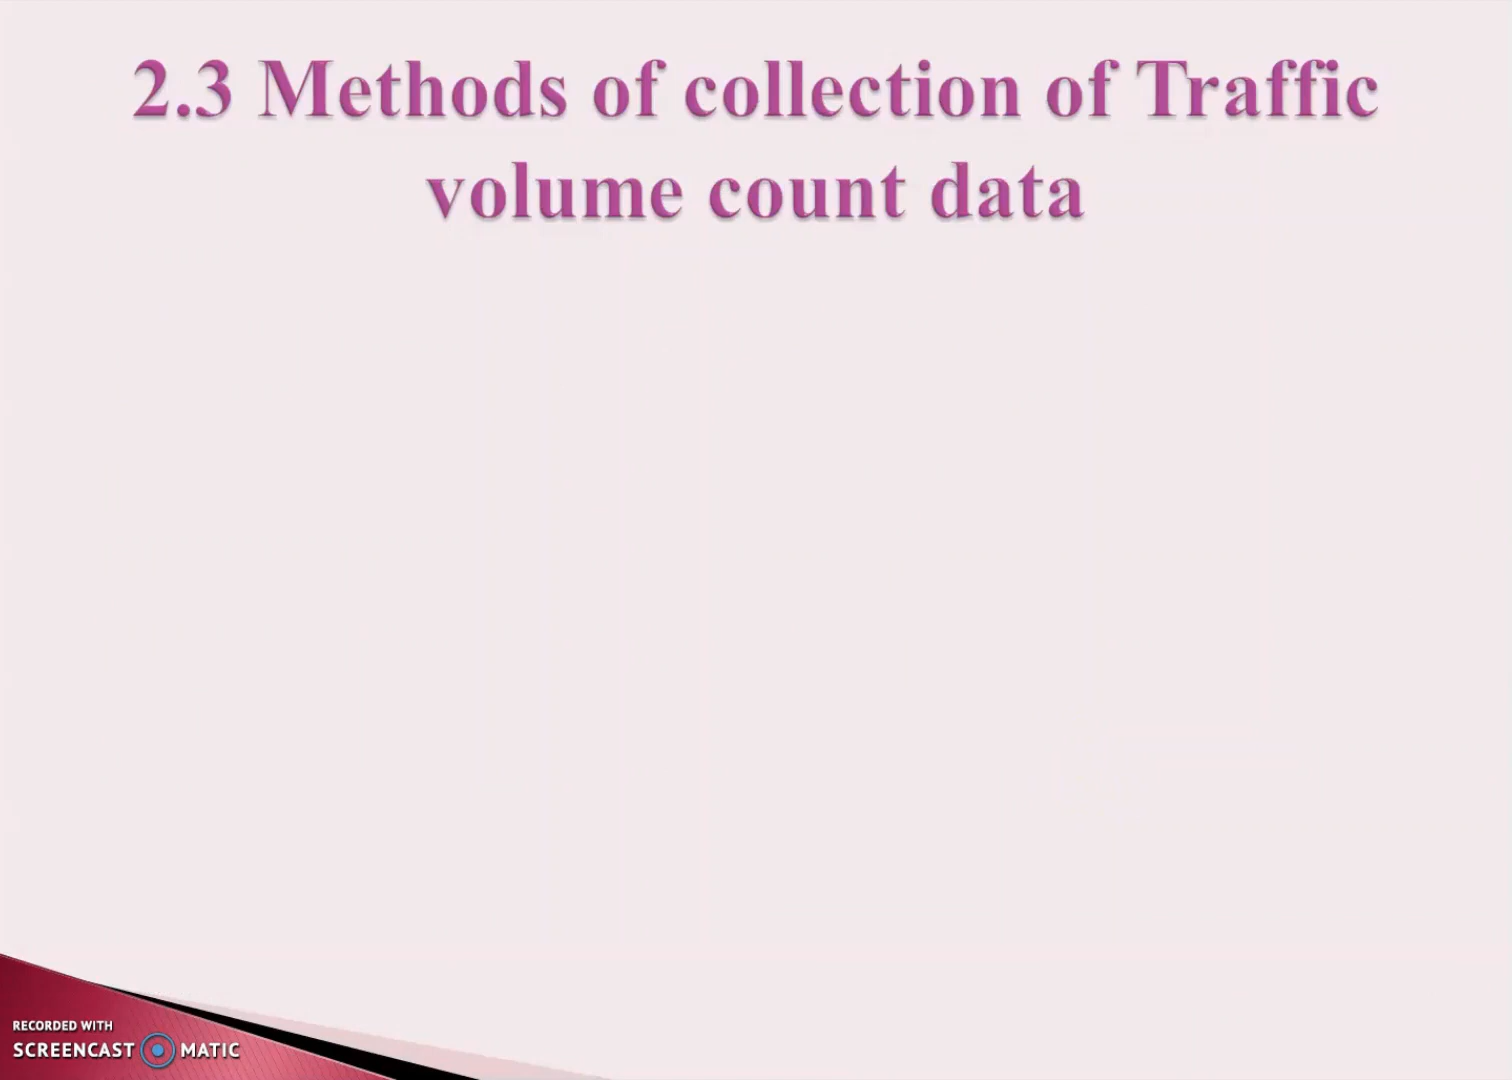 2.3 Methods of collection of Traffic
volume count data
RECORDED WITH
SCREENCAST MATIC